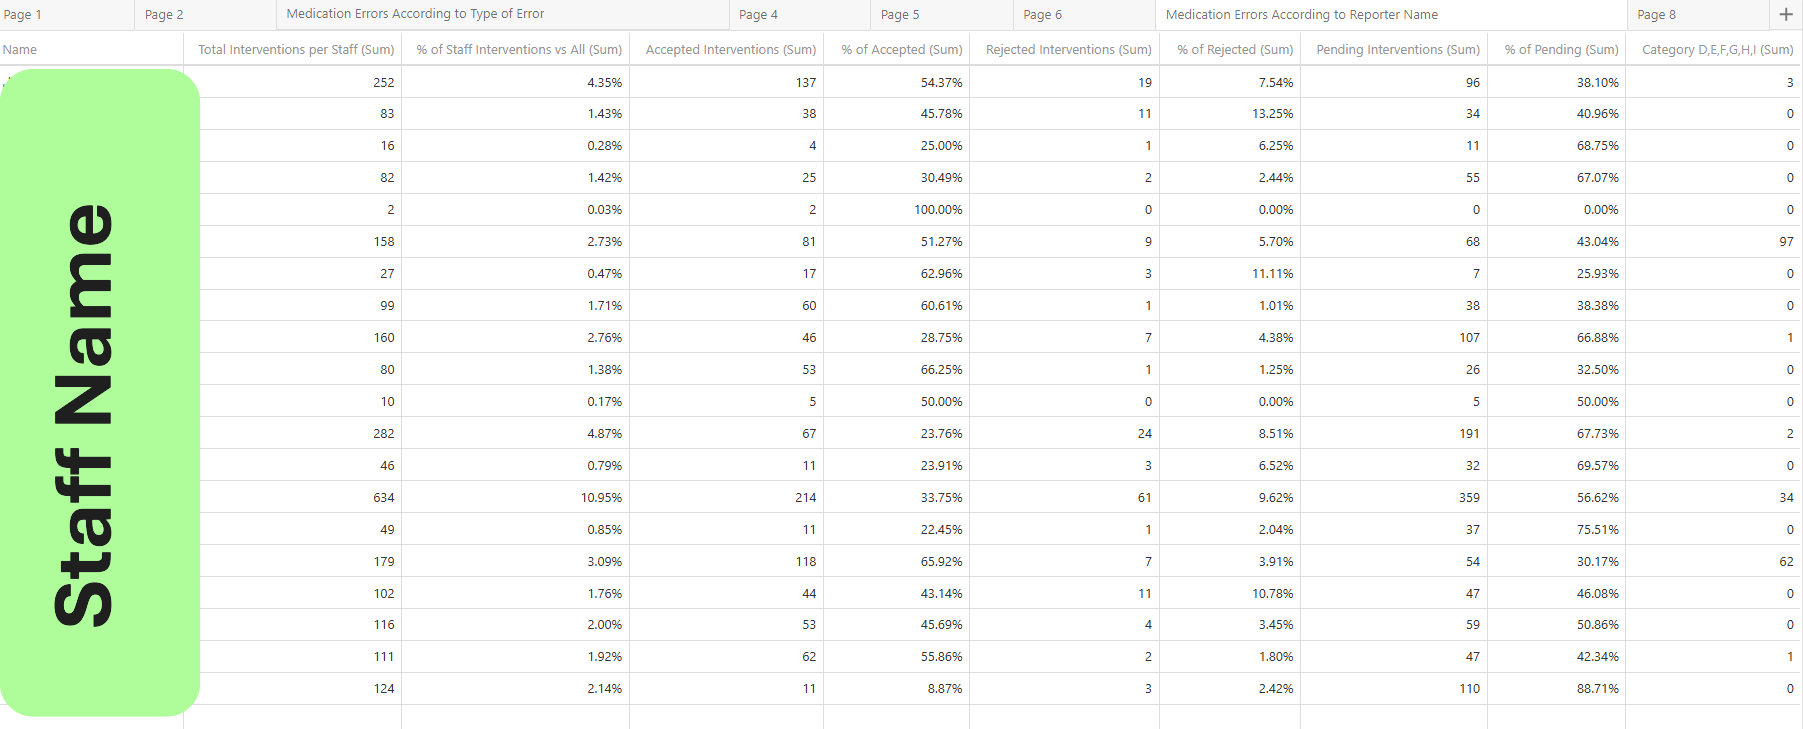 Page 1 Page 2 Medication Errors According to Type of Error Page 4 Page 5 Page 6 Medication Errors According to Reporter Name Page 8 +
Name Total Interventions per Staff (Sum) % of Staff Interventions vs All (Sum) Accepted Interventions (Sum) % of Accepted (Sum) Rejected Interventions (Sum) % of Rejected (Sum) Pending Interventions (Sum) % of Pending (Sum) Category D,E,F,G,H,I (Sum)
Staff Name
252 4.35% 137 54.37% 19 7.54% 96 38.10% 3
83 1.43% 38 45.78% 11 13.25% 34 40.96% 0
16 0.28% 4 25.00% 1 6.25% 11 68.75% 0
82 1.42% 25 30.49% 2 2.44% 55 67.07% 0
2 0.03% 2 100.00% 0 0.00% 0 0.00% 0
158 2.73% 81 51.27% 9 5.70% 68 43.04% 97
27 0.47% 17 62.96% 3 11.11% 7 25.93% 0
99 1.71% 60 60.61% 1 1.01% 38 38.38% 0
160 2.76% 46 28.75% 7 4.38% 107 66.88% 1
80 1.38% 53 66.25% 1 1.25% 26 32.50% 0
10 0.17% 5 50.00% 0 0.00% 5 50.00% 0
282 4.87% 67 23.76% 24 8.51% 191 67.73% 2
46 0.79% 11 23.91% 3 6.52% 32 69.57% 0
634 10.95% 214 33.75% 61 9.62% 359 56.62% 34
49 0.85% 11 22.45% 1 2.04% 37 75.51% 0
179 3.09% 118 65.92% 7 3.91% 54 30.17% 62
102 1.76% 44 43.14% 11 10.78% 47 46.08% 0
116 2.00% 53 45.69% 4 3.45% 59 50.86% 0
111 1.92% 62 55.86% 2 1.80% 47 42.34% 1
124 2.14% 11 8.87% 3 2.42% 110 88.71% 0